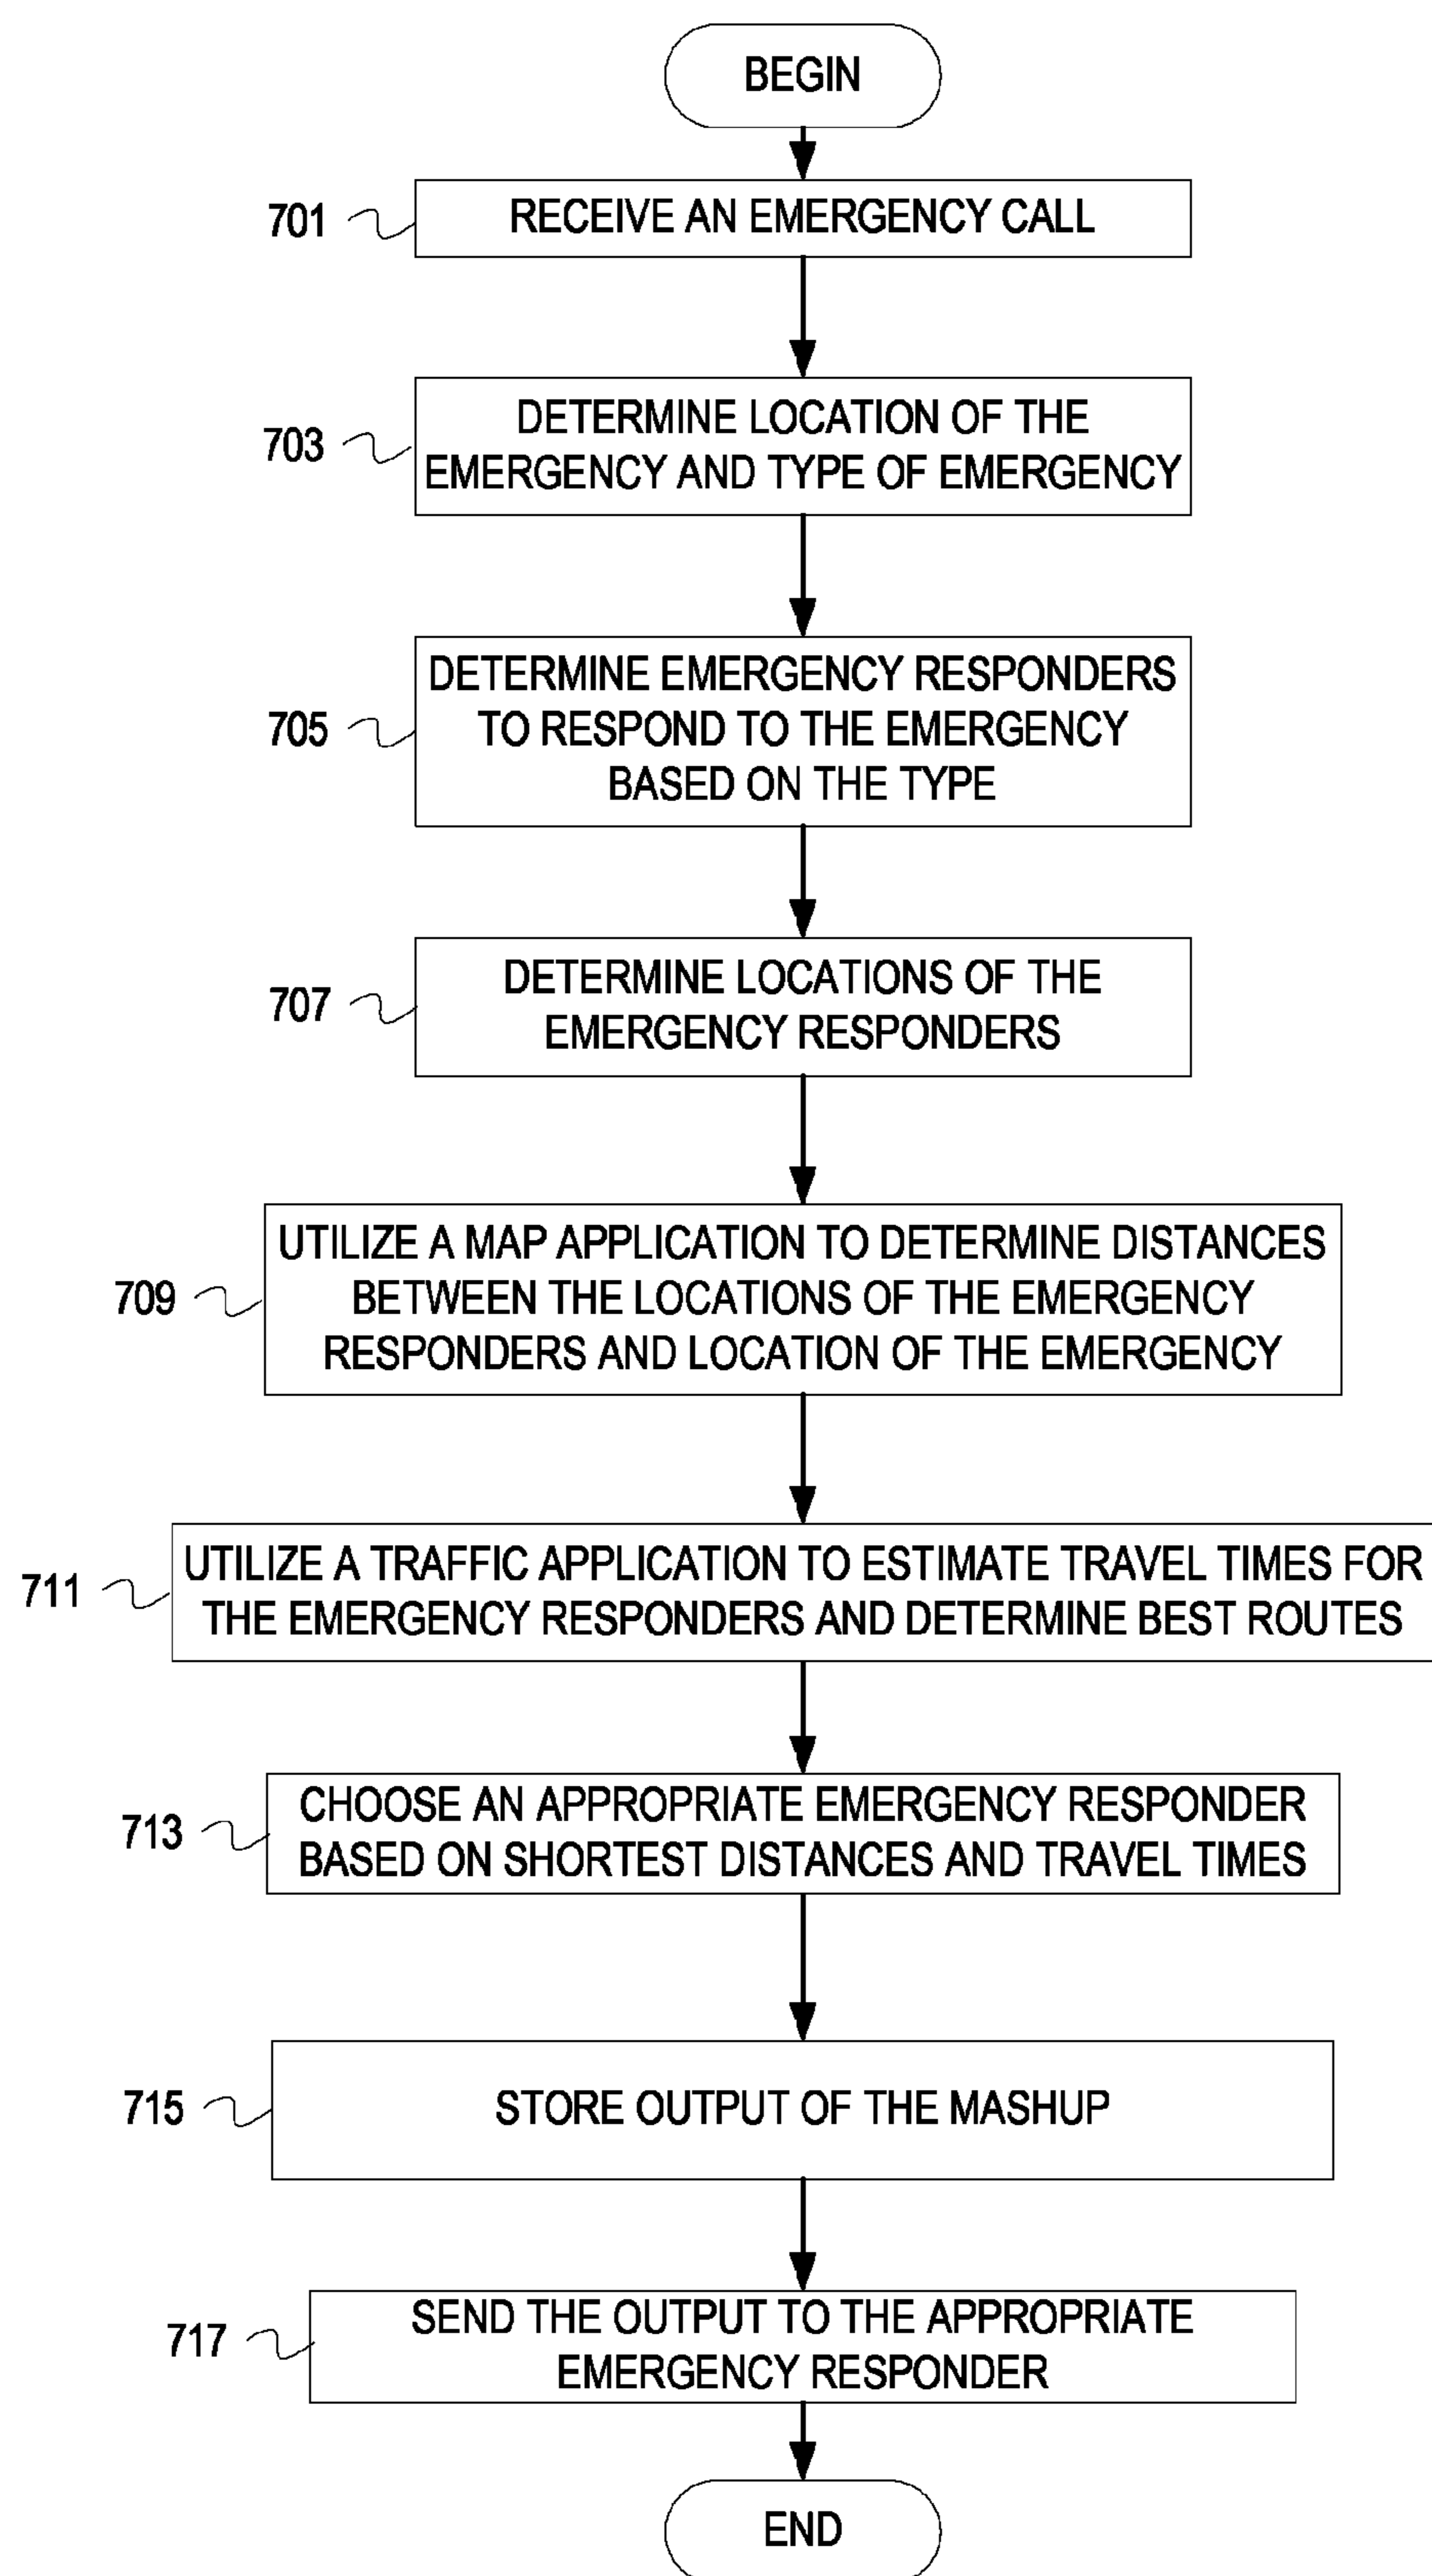 BEGIN
701
RECEIVE AN EMERGENCY CALL
703
DETERMINE LOCATION OF THE
EMERGENCY AND TYPE OF EMERGENCY
705
DETERMINE EMERGENCY RESPONDERS
TO RESPOND TO THE EMERGENCY
BASED ON THE TYPE
707
DETERMINE LOCATIONS OF THE
EMERGENCY RESPONDERS
709
UTILIZE A MAP APPLICATION TO DETERMINE DISTANCES
BETWEEN THE LOCATIONS OF THE EMERGENCY
RESPONDERS AND LOCATION OF THE EMERGENCY
711
UTILIZE A TRAFFIC APPLICATION TO ESTIMATE TRAVEL TIMES FOR
THE EMERGENCY RESPONDERS AND DETERMINE BEST ROUTES
713
CHOOSE AN APPROPRIATE EMERGENCY RESPONDER
BASED ON SHORTEST DISTANCES AND TRAVEL TIMES
715
STORE OUTPUT OF THE MASHUP
717
SEND THE OUTPUT TO THE APPROPRIATE
EMERGENCY RESPONDER
END